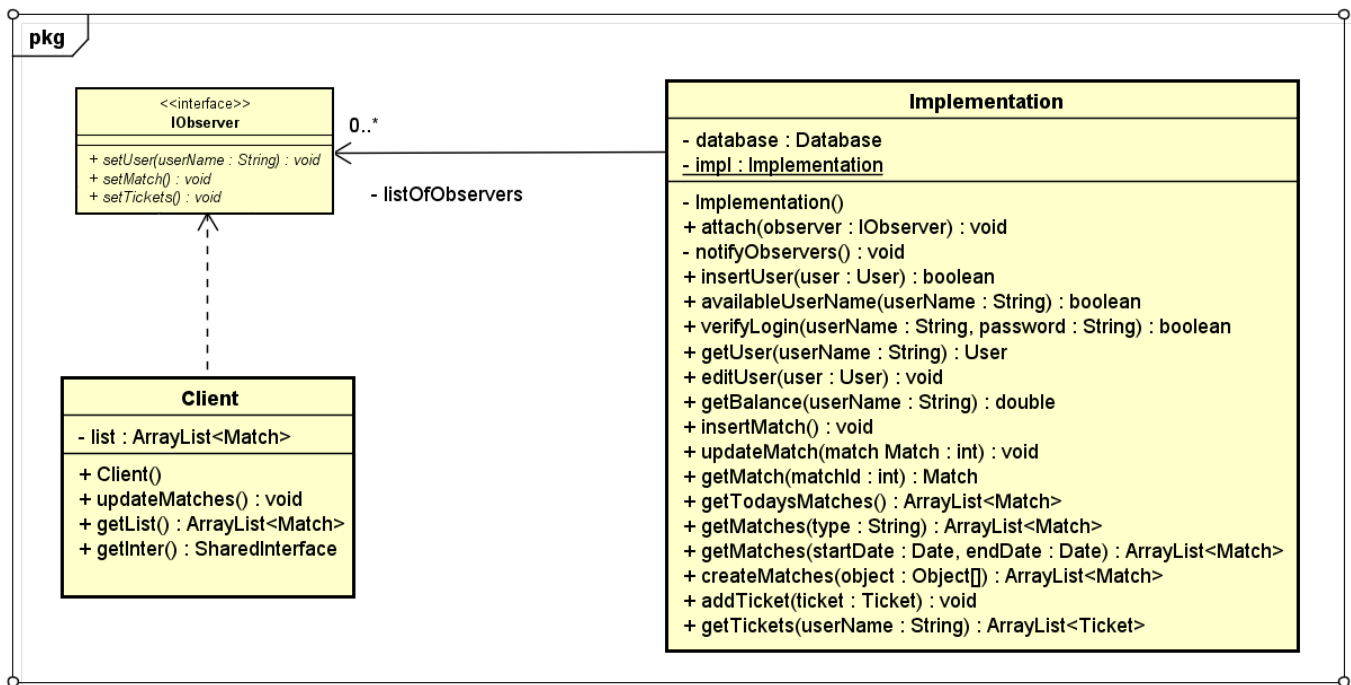 pkg
<<interface>>
IObserver
+ setUser(userName : String) : void
+ setMatch() : void
+ setTickets() : void
0..*
- listOfObservers
Implementation
- database : Database
- impl : Implementation
- Implementation()
+ attach(observer : IObserver) : void
- notifyObservers() : void
+ insertUser(user : User) : boolean
+ availableUserName(userName : String) : boolean
+ verifyLogin(userName : String, password : String) : boolean
+ getUser(userName : String) : User
+ editUser(user : User) : void
+ getBalance(userName : String) : double
+ insertMatch() : void
+ updateMatch(match Match : int) : void
+ getMatch(matchId : int) : Match
+ getTodaysMatches() : ArrayList<Match>
+ getMatches(type : String) : ArrayList<Match>
+ getMatches(startDate : Date, endDate : Date) : ArrayList<Match>
+ createMatches(object : Object[]) : ArrayList<Match>
+ addTicket(ticket : Ticket) : void
+ getTickets(userName : String) : ArrayList<Ticket>
Client
- list : ArrayList<Match>
+ Client()
+ updateMatches() : void
+ getList() : ArrayList<Match>
+ getInter() : SharedInterface